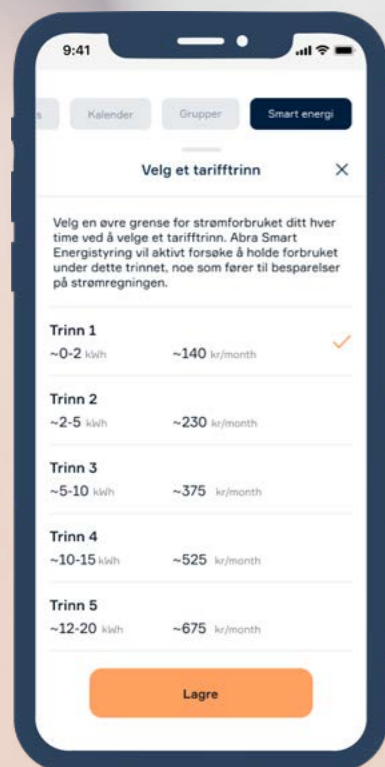 9:41
s
Kalender
Grupper
Smart energi
Velg et tarifftrinn
Velg en øvre grense for strømforbruket ditt hver
time ved å velge et tarifftrinn. Abra Smart
Energistyring vil aktivt forsøke å holde forbruket
under dette trinnet, noe som fører til besparelser
på strømregningen.
Trinn 1
~0-2 kWh ~140 kr/month
Trinn 2
~2-5 kWh ~230 kr/month
Trinn 3
~5-10 kWh ~375 kr/month
Trinn 4
~10-15 kWh ~525 kr/month
Trinn 5
~12-20 kWh ~675 kr/month
Lagre